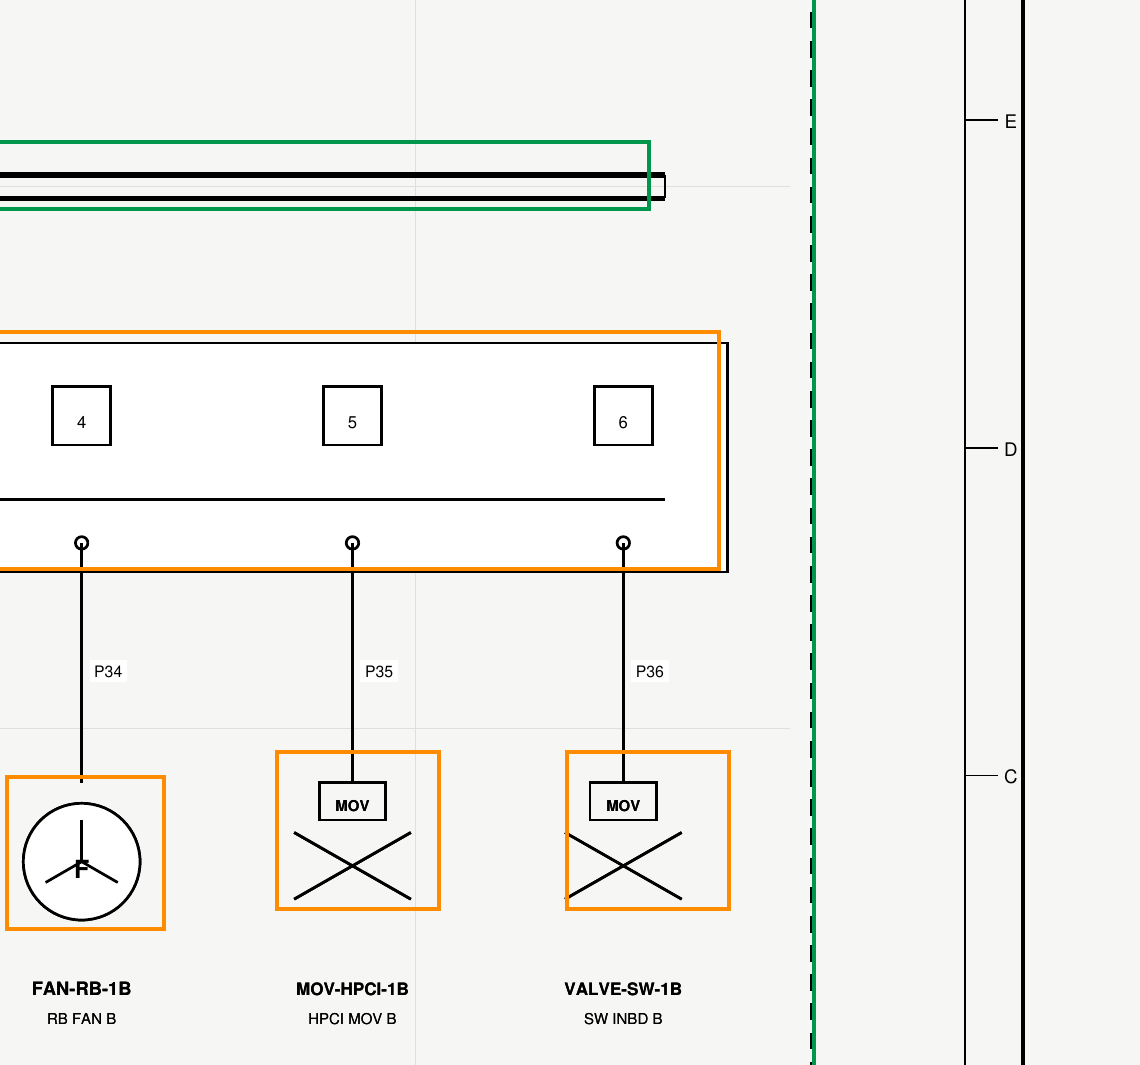 E
4
5
6
D
P34
P35
P36
C
MOV
MOV
F
FAN-RB-1B
MOV-HPCI-1B
VALVE-SW-1B
RB FAN B
HPCI MOV B
SW INBD B